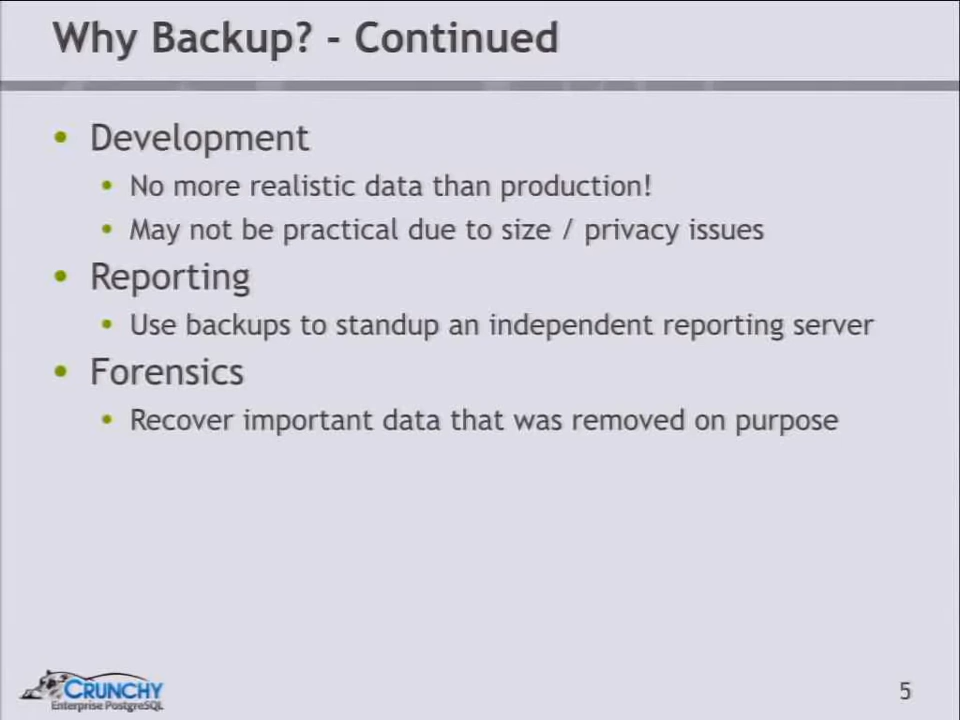 Why Backup? - Continued
• Development
• No more realistic data than production!
• May not be practical due to size / privacy issues
• Reporting
• Use backups to standup an independent reporting server
• Forensics
• Recover important data that was removed on purpose
CRUNCHY
Enterprise PostgreSQL
5